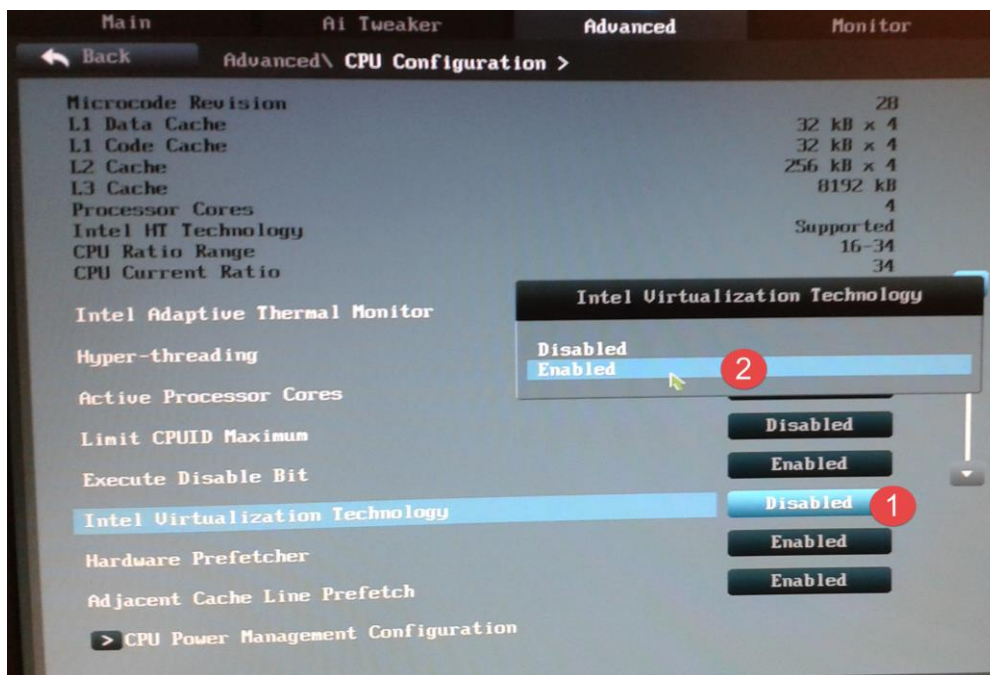 Main Ai Tweaker Advanced Monitor
Back Advanced\ CPU Configuration >
Microcode Revision 28
L1 Data Cache 32 kB x 4
L1 Code Cache 32 kB x 4
L2 Cache 256 kB x 4
L3 Cache 8192 kB
Processor Cores 4
Intel HT Technology Supported
CPU Ratio Range 16-34
CPU Current Ratio 34
Intel Virtualization Technology
Intel Adaptive Thermal Monitor
Disabled
Hyper-threading
Enabled 2
Active Processor Cores
Limit CPUID Maximum Disabled
Execute Disable Bit Enabled
Intel Virtualization Technology Disabled 1
Hardware Prefetcher Enabled
Adjacent Cache Line Prefetch Enabled
> CPU Power Management Configuration